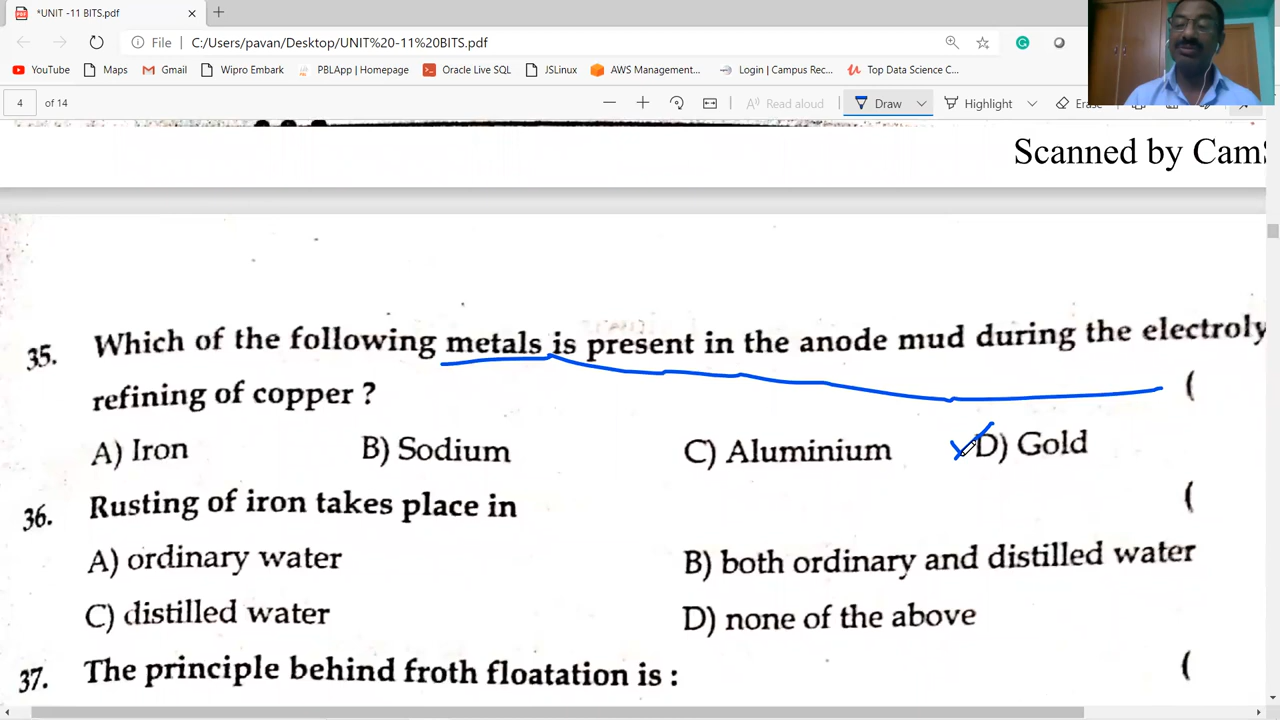 *UNIT -11 BITS.pdf
File C:/Users/pavan/Desktop/UNIT%20-11%20BITS.pdf
YouTube Maps Gmail Wipro Embark PBLApp | Homepage Oracle Live SQL JSLinux AWS Management... Login | Campus Rec... Top Data Science C...
4 of 14 Read aloud Draw Highlight Erase
Scanned by CamS
35. Which of the following metals is present in the anode mud during the electroly
refining of copper ? (
A) Iron B) Sodium C) Aluminium D) Gold
36. Rusting of iron takes place in (
A) ordinary water B) both ordinary and distilled water
C) distilled water D) none of the above
37. The principle behind froth floatation is : (